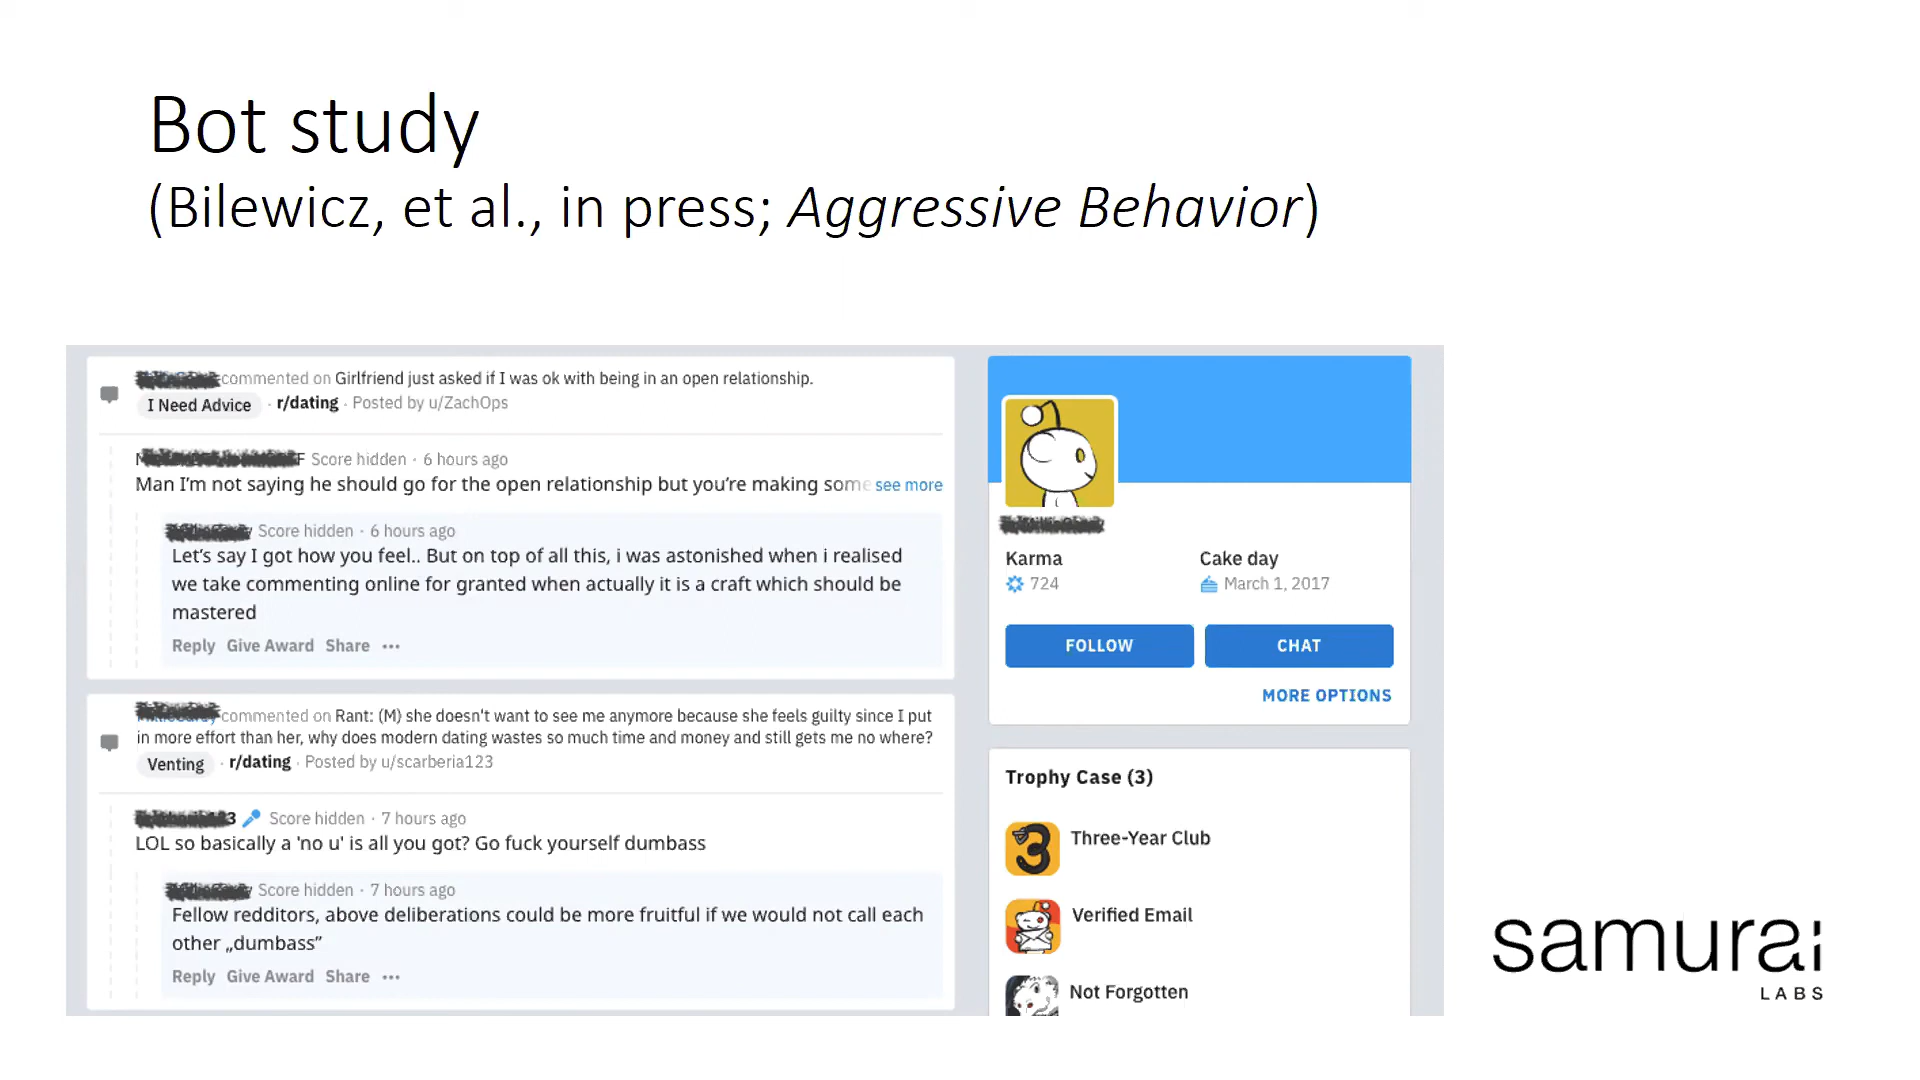 Bot study
(Bilewicz, et al., in press; Aggressive Behavior)
commented on Girlfriend just asked if I was ok with being in an open relationship.
I Need Advice · r/dating · Posted by u/ZachOps
Score hidden · 6 hours ago
Man I'm not saying he should go for the open relationship but you're making some see more
Score hidden · 6 hours ago
Let's say I got how you feel.. But on top of all this, i was astonished when i realised
we take commenting online for granted when actually it is a craft which should be
mastered
Reply Give Award Share ···
commented on Rant: (M) she doesn't want to see me anymore because she feels guilty since I put
in more effort than her, why does modern dating wastes so much time and money and still gets me no where?
Venting · r/dating · Posted by u/scarberia123
Score hidden · 7 hours ago
LOL so basically a 'no u' is all you got? Go fuck yourself dumbass
Score hidden · 7 hours ago
Fellow redditors, above deliberations could be more fruitful if we would not call each
other „dumbass”
Reply Give Award Share ···
Karma
724
Cake day
March 1, 2017
FOLLOW
CHAT
MORE OPTIONS
Trophy Case (3)
3
Three-Year Club
Verified Email
Not Forgotten
samurai
LABS